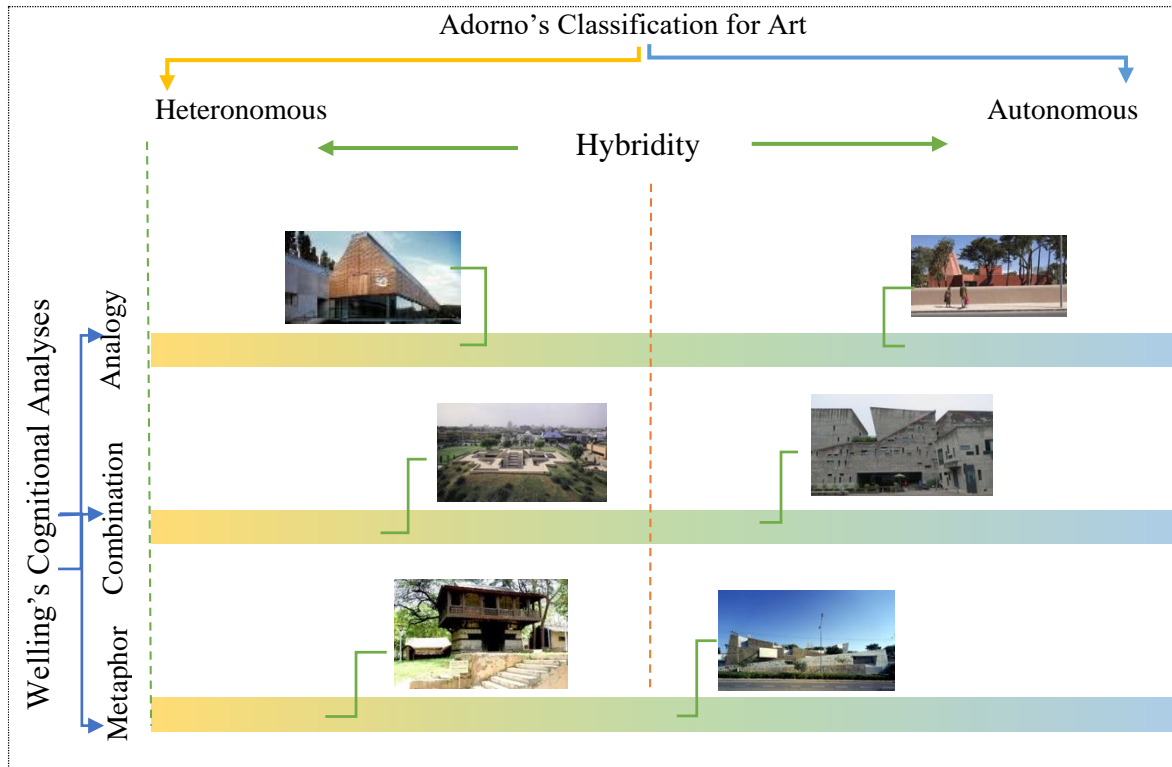 Adorno's Classification for Art
Heteronomous
Autonomous
Hybridity
Welling's Cognitional Analyses
Analogy
Combination
Metaphor